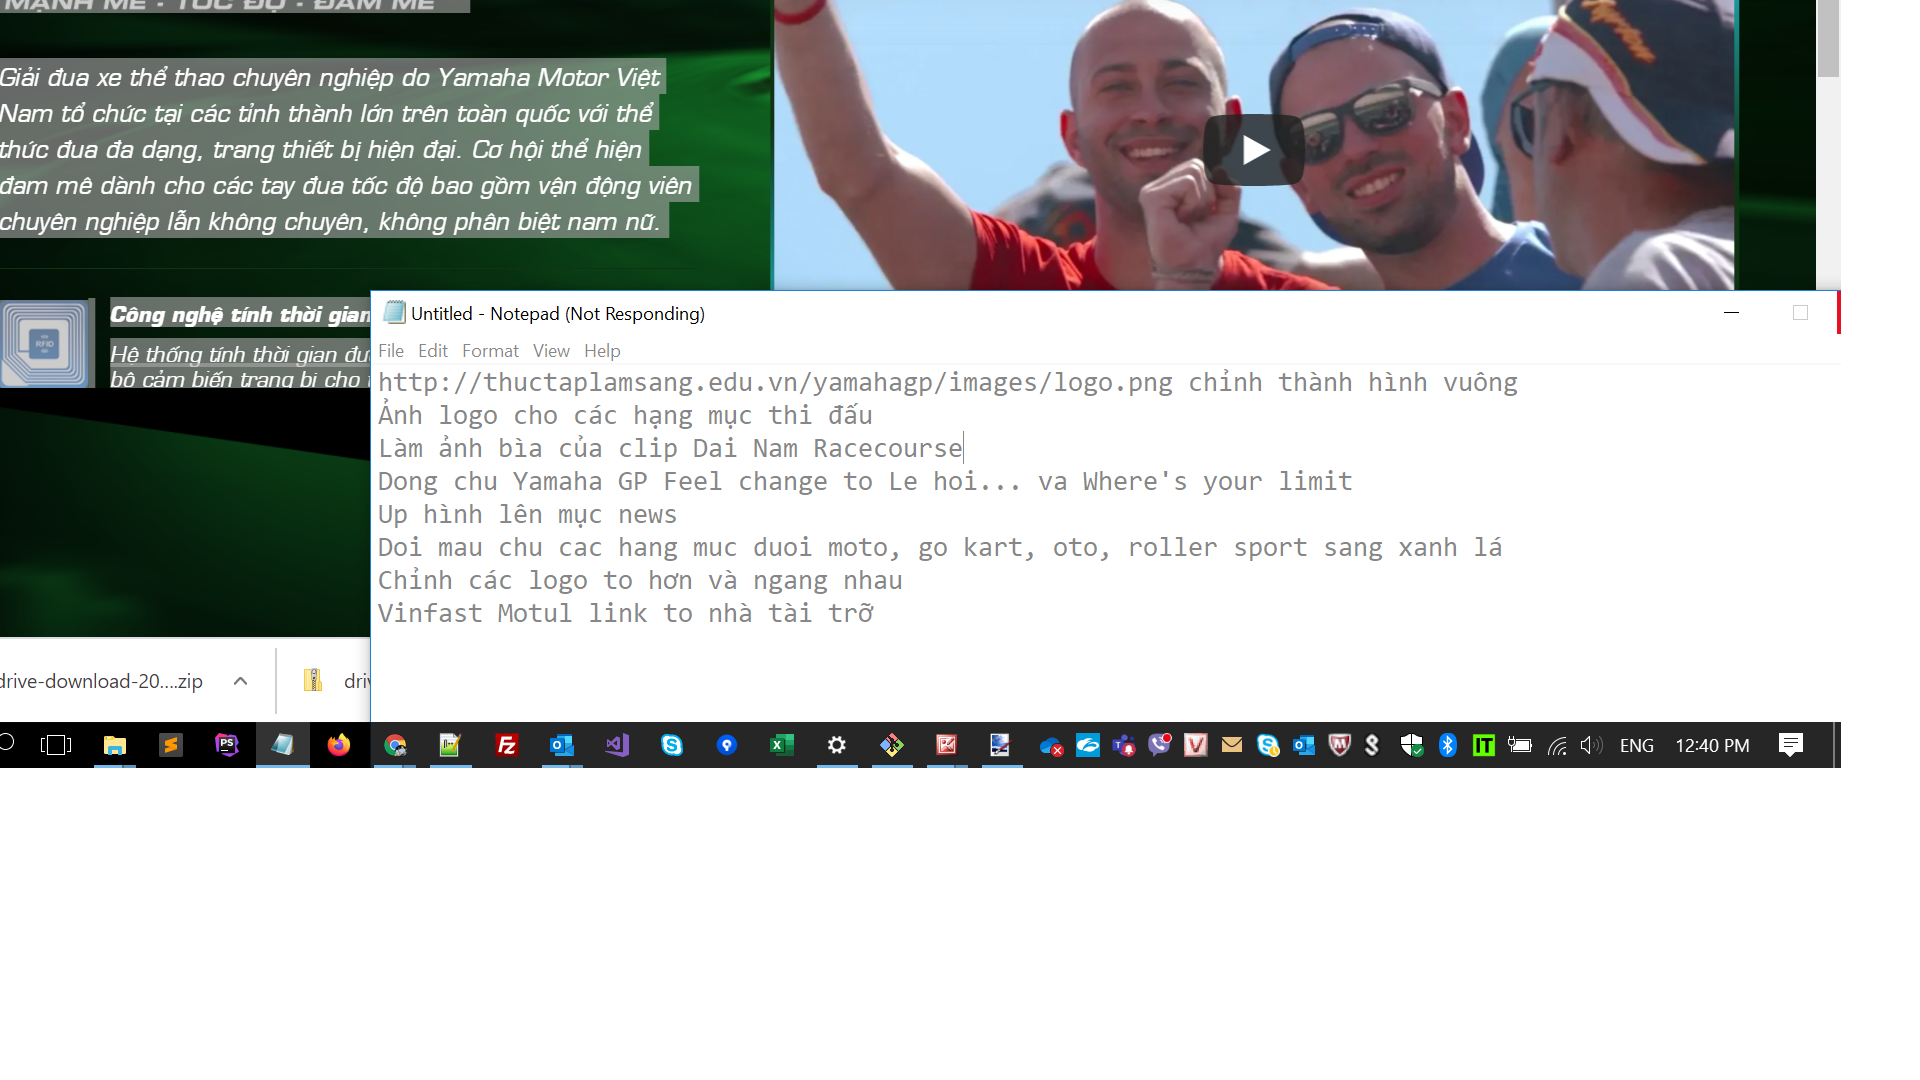 MẠNH MẼ - TỐC ĐỘ - ĐAM MÊ
Giải đua xe thể thao chuyên nghiệp do Yamaha Motor Việt
Nam tổ chức tại các tỉnh thành lớn trên toàn quốc với thể
thức đua đa dạng, trang thiết bị hiện đại. Cơ hội thể hiện
đam mê dành cho các tay đua tốc độ bao gồm vận động viên
chuyên nghiệp lẫn không chuyên, không phân biệt nam nữ.
RFID
Công nghệ tính thời gian
Hệ thống tính thời gian
bộ cảm biến trang bị cho
Untitled - Notepad (Not Responding)
File Edit Format View Help
http://thuctaplamsang.edu.vn/yamahagp/images/logo.png chỉnh thành hình vuông
Ảnh logo cho các hạng mục thi đấu
Làm ảnh bìa của clip Dai Nam Racecourse
Dong chu Yamaha GP Feel change to Le hoi... va Where's your limit
Up hình lên mục news
Doi mau chu cac hang muc duoi moto, go kart, oto, roller sport sang xanh lá
Chỉnh các logo to hơn và ngang nhau
Vinfast Motul link to nhà tài trỡ
drive-download-20....zip
ENG 12:40 PM